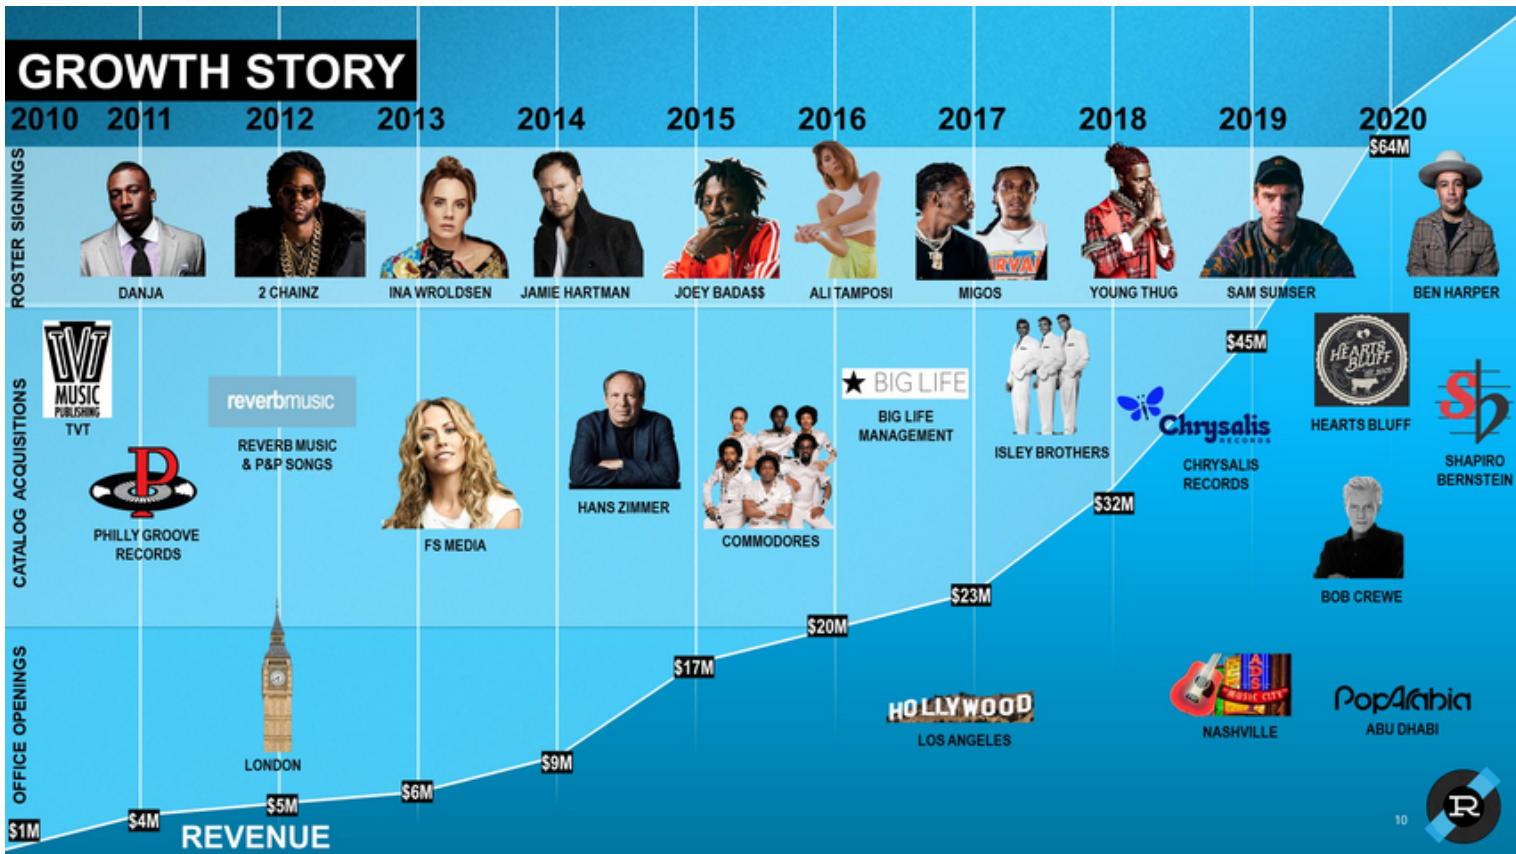 GROWTH STORY
2010 2011 2012 2013 2014 2015 2016 2017 2018 2019 2020
ROSTER SIGNINGS
DANJA
2 CHAINZ
INA WROLDSEN
JAMIE HARTMAN
JOEY BADA$$
ALI TAMPOSI
MIGOS
YOUNG THUG
SAM SUMSER
BEN HARPER
CATALOG ACQUISITIONS
TVT
MUSIC
PUBLISHING
TVT
P
PHILLY GROOVE
RECORDS
reverbmusic
REVERB MUSIC
& P&P SONGS
FS MEDIA
HANS ZIMMER
COMMODORES
BIG LIFE
BIG LIFE
MANAGEMENT
ISLEY BROTHERS
Chrysalis
RECORDS
CHRYSALIS
RECORDS
HEARTS
BLUFF
HEARTS BLUFF
BOB CREWE
Sb
SHAPIRO
BERNSTEIN
OFFICE OPENINGS
LONDON
HOLLYWOOD
LOS ANGELES
"MUSIC CITY"
NASHVILLE
PopArabia
ABU DHABI
$1M
$4M
$5M
$6M
$9M
$17M
$20M
$23M
$32M
$45M
$64M
REVENUE
10
R